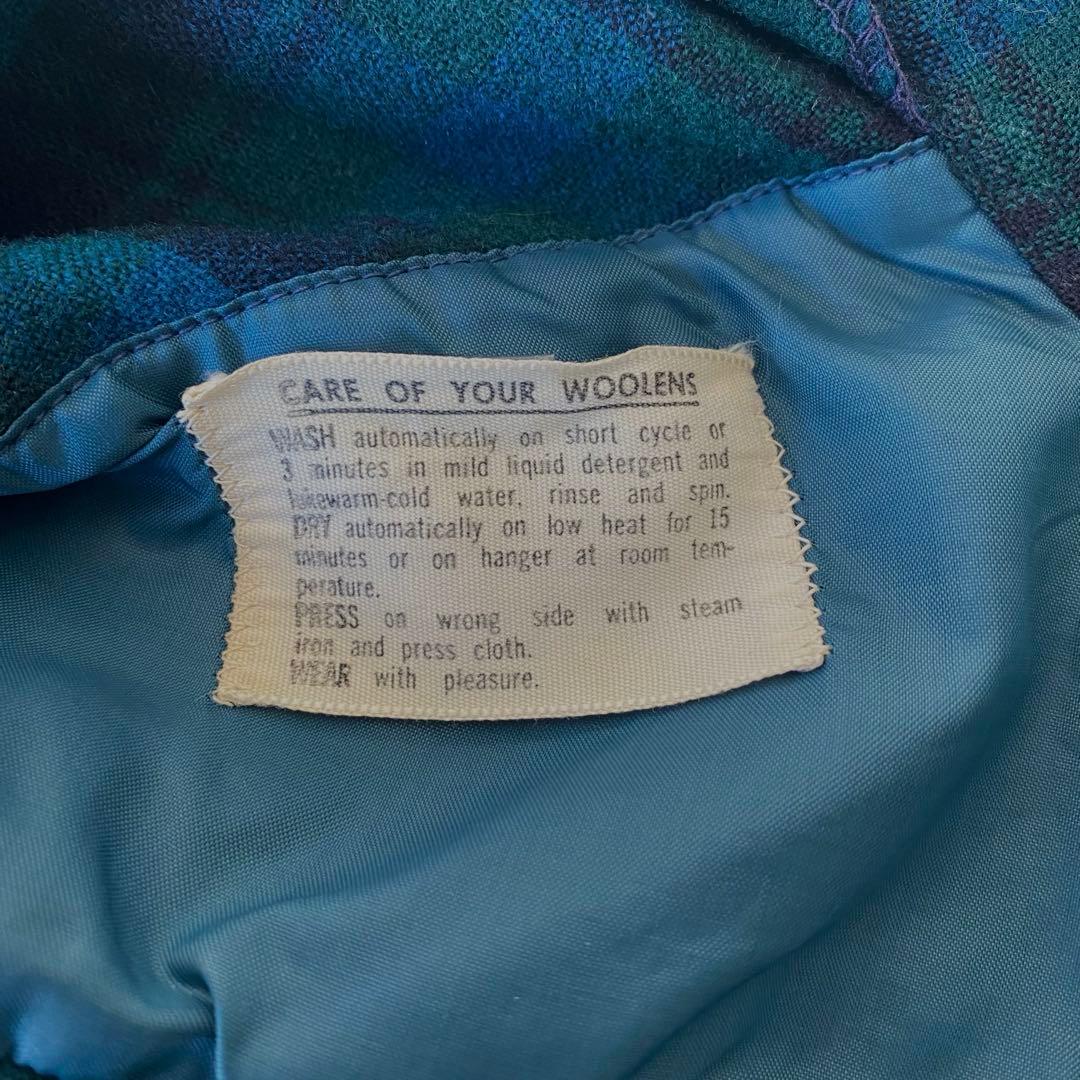 CARE OF YOUR WOOLENS
WASH automatically on short cycle or
3 minutes in mild liquid detergent and
lukewarm-cold water, rinse and spin.
DRY automatically on low heat for 15
minutes or on hanger at room tem-
perature.
PRESS on wrong side with steam
iron and press cloth.
WEAR with pleasure.